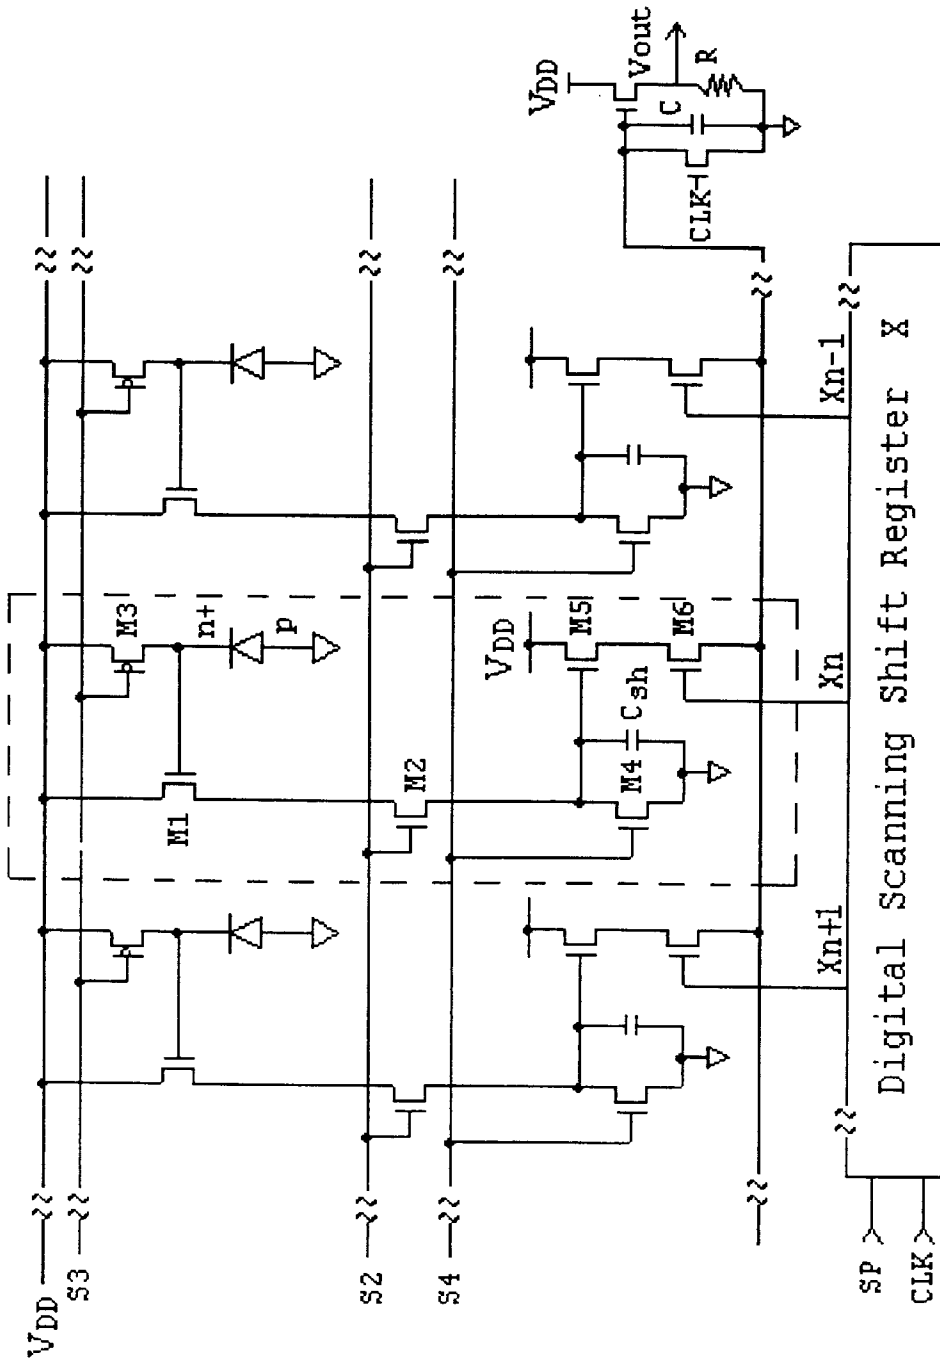 VDD
S3
S2
S4
SP
CLK
M3
n+
p
M1
M2
VDD
M5
Csh
M4
M6
Xn+1
Xn
Xn-1
VDD
Vout
C
R
CLK
Digital Scanning Shift Register X